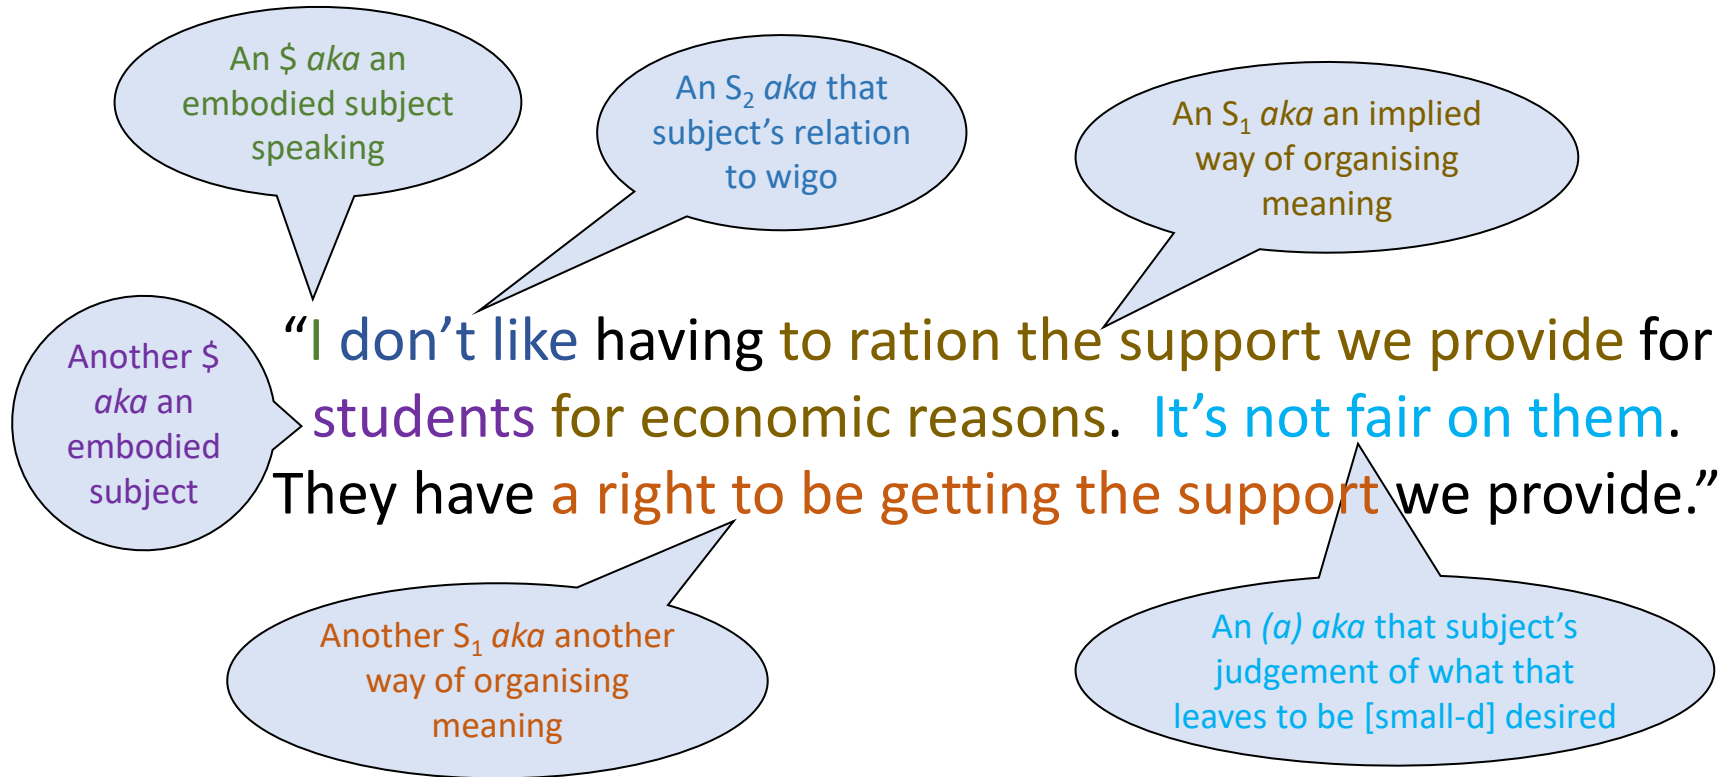 An $ aka an
embodied subject
speaking
An S₂ aka that
subject’s relation
to wigo
An S₁ aka an implied
way of organising
meaning
Another $
aka an
embodied
subject
“I don’t like having to ration the support we provide for
students for economic reasons. It’s not fair on them.
They have a right to be getting the support we provide.”
Another S₁ aka another
way of organising
meaning
An (a) aka that subject’s
judgement of what that
leaves to be [small-d] desired